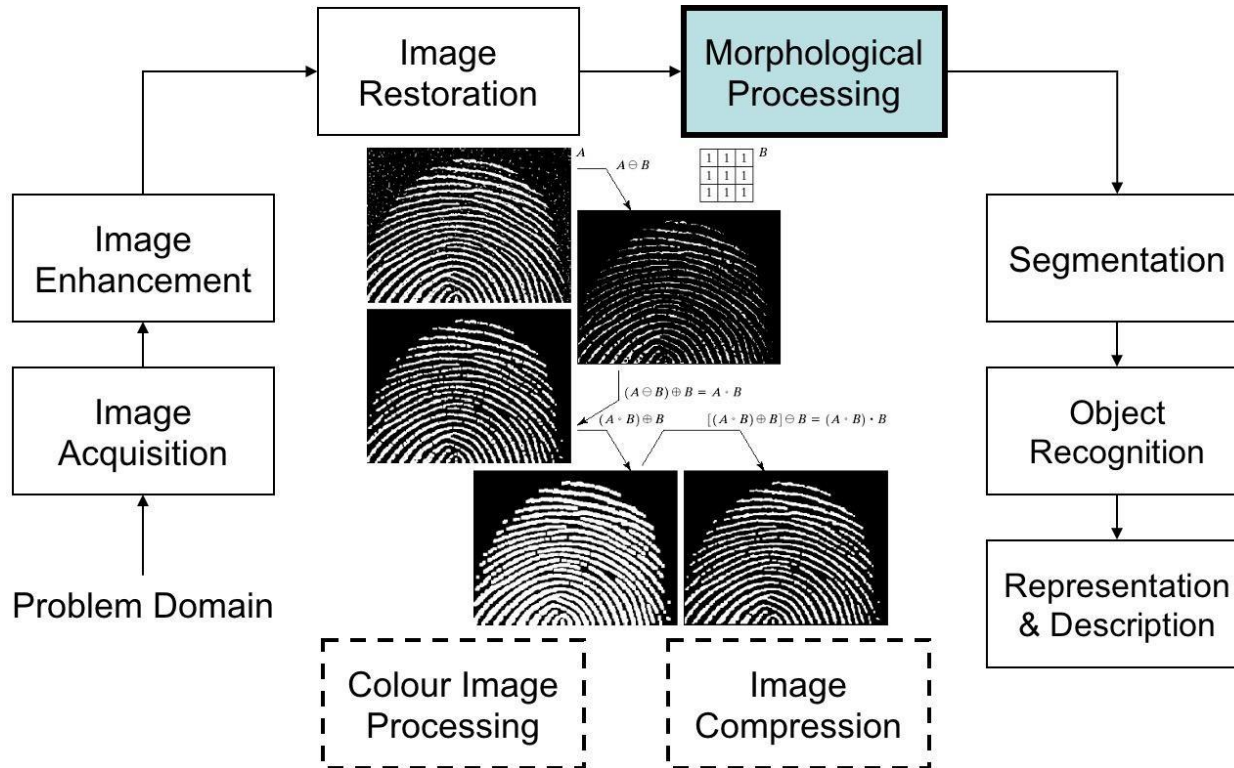 Image
Restoration
Morphological
Processing
A
A ⊖ B
1 1 1
1 1 1
1 1 1
B
Image
Enhancement
Segmentation
Image
Acquisition
(A ⊖ B) ⊕ B = A ∘ B
(A ∘ B) ⊕ B
[(A ∘ B) ⊕ B] ⊖ B = (A ∘ B) • B
Object
Recognition
Problem Domain
Representation
& Description
Colour Image
Processing
Image
Compression